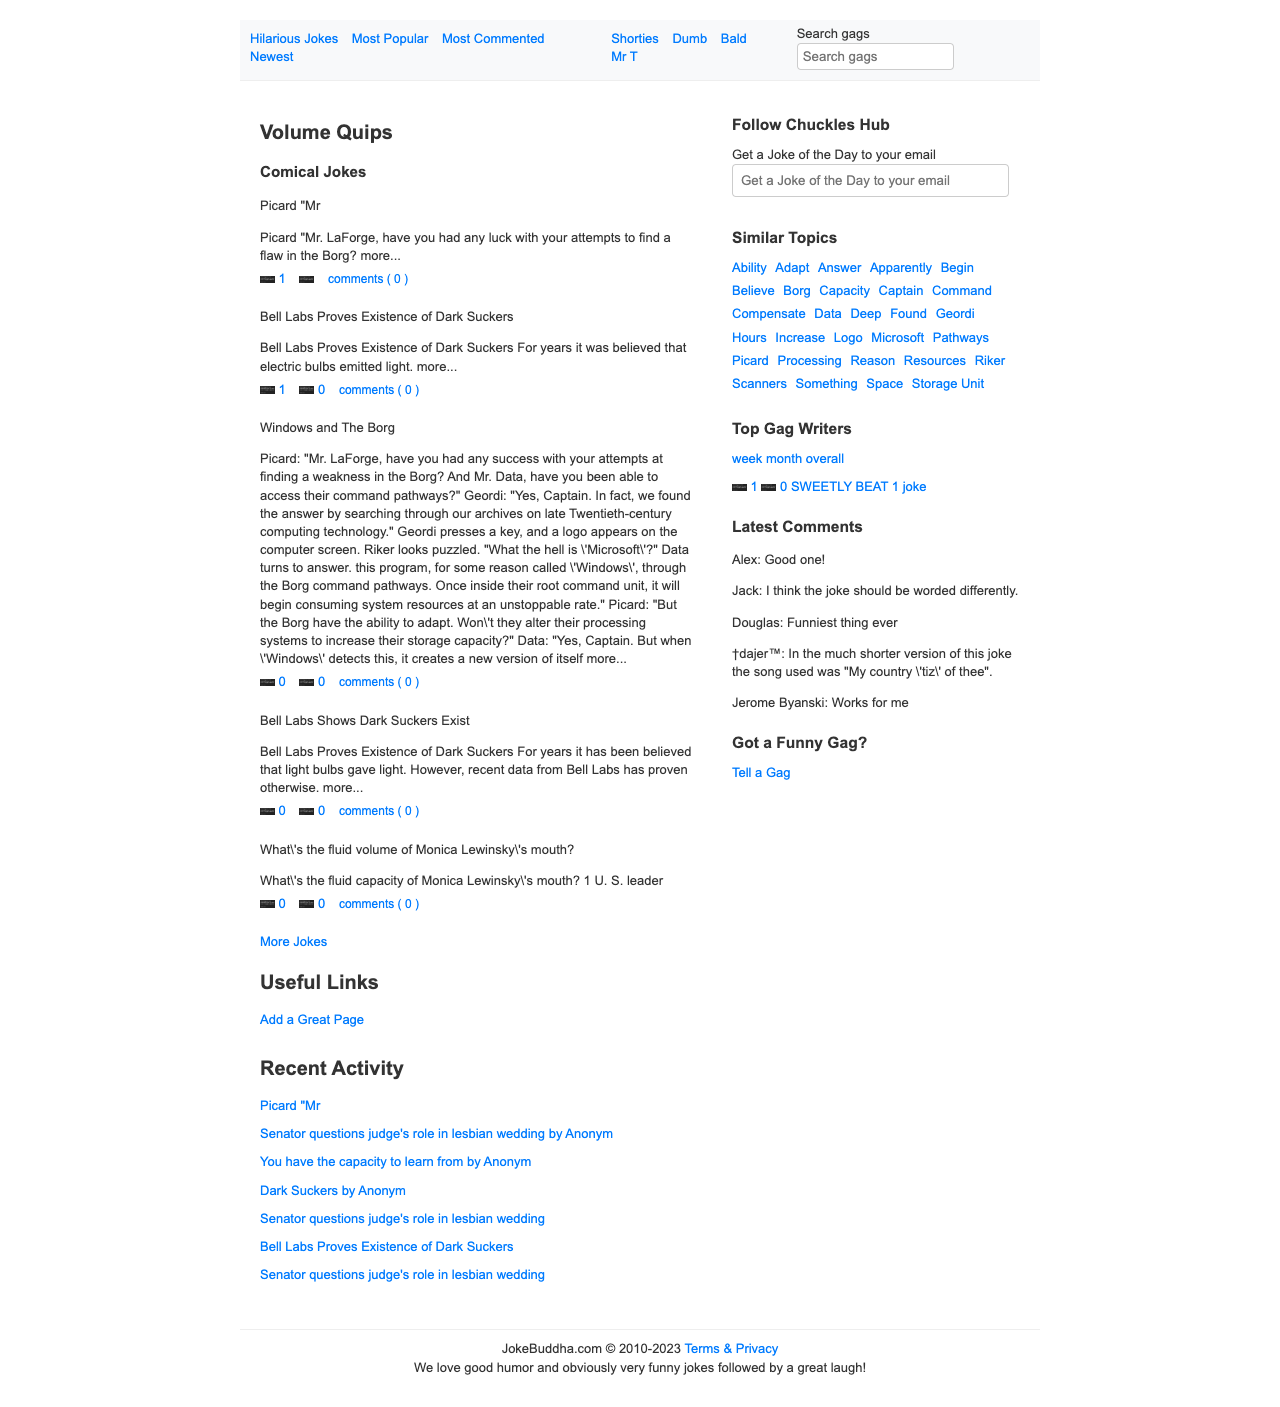 Hilarious Jokes Most Popular Most Commented
Newest
Shorties Dumb Bald
Mr T
Search gags
Search gags
Volume Quips
Comical Jokes
Picard "Mr
Picard "Mr. LaForge, have you had any luck with your attempts to find a
flaw in the Borg? more...
1 comments ( 0 )
Bell Labs Proves Existence of Dark Suckers
Bell Labs Proves Existence of Dark Suckers For years it was believed that
electric bulbs emitted light. more...
1 0 comments ( 0 )
Windows and The Borg
Picard: "Mr. LaForge, have you had any success with your attempts at
finding a weakness in the Borg? And Mr. Data, have you been able to
access their command pathways?" Geordi: "Yes, Captain. In fact, we found
the answer by searching through our archives on late Twentieth-century
computing technology." Geordi presses a key, and a logo appears on the
computer screen. Riker looks puzzled. "What the hell is \'Microsoft\'?" Data
turns to answer. this program, for some reason called \'Windows\', through
the Borg command pathways. Once inside their root command unit, it will
begin consuming system resources at an unstoppable rate." Picard: "But
the Borg have the ability to adapt. Won\'t they alter their processing
systems to increase their storage capacity?" Data: "Yes, Captain. But when
\'Windows\' detects this, it creates a new version of itself more...
0 0 comments ( 0 )
Bell Labs Shows Dark Suckers Exist
Bell Labs Proves Existence of Dark Suckers For years it has been believed
that light bulbs gave light. However, recent data from Bell Labs has proven
otherwise. more...
0 0 comments ( 0 )
What\'s the fluid volume of Monica Lewinsky\'s mouth?
What\'s the fluid capacity of Monica Lewinsky\'s mouth? 1 U. S. leader
0 0 comments ( 0 )
More Jokes
Useful Links
Add a Great Page
Recent Activity
Picard "Mr
Senator questions judge's role in lesbian wedding by Anonym
You have the capacity to learn from by Anonym
Dark Suckers by Anonym
Senator questions judge's role in lesbian wedding
Bell Labs Proves Existence of Dark Suckers
Senator questions judge's role in lesbian wedding
Follow Chuckles Hub
Get a Joke of the Day to your email
Get a Joke of the Day to your email
Similar Topics
Ability Adapt Answer Apparently Begin
Believe Borg Capacity Captain Command
Compensate Data Deep Found Geordi
Hours Increase Logo Microsoft Pathways
Picard Processing Reason Resources Riker
Scanners Something Space Storage Unit
Top Gag Writers
week month overall
1 0 SWEETLY BEAT 1 joke
Latest Comments
Alex: Good one!
Jack: I think the joke should be worded differently.
Douglas: Funniest thing ever
†dajer™: In the much shorter version of this joke
the song used was "My country \'tiz\' of thee".
Jerome Byanski: Works for me
Got a Funny Gag?
Tell a Gag
JokeBuddha.com © 2010-2023 Terms & Privacy
We love good humor and obviously very funny jokes followed by a great laugh!